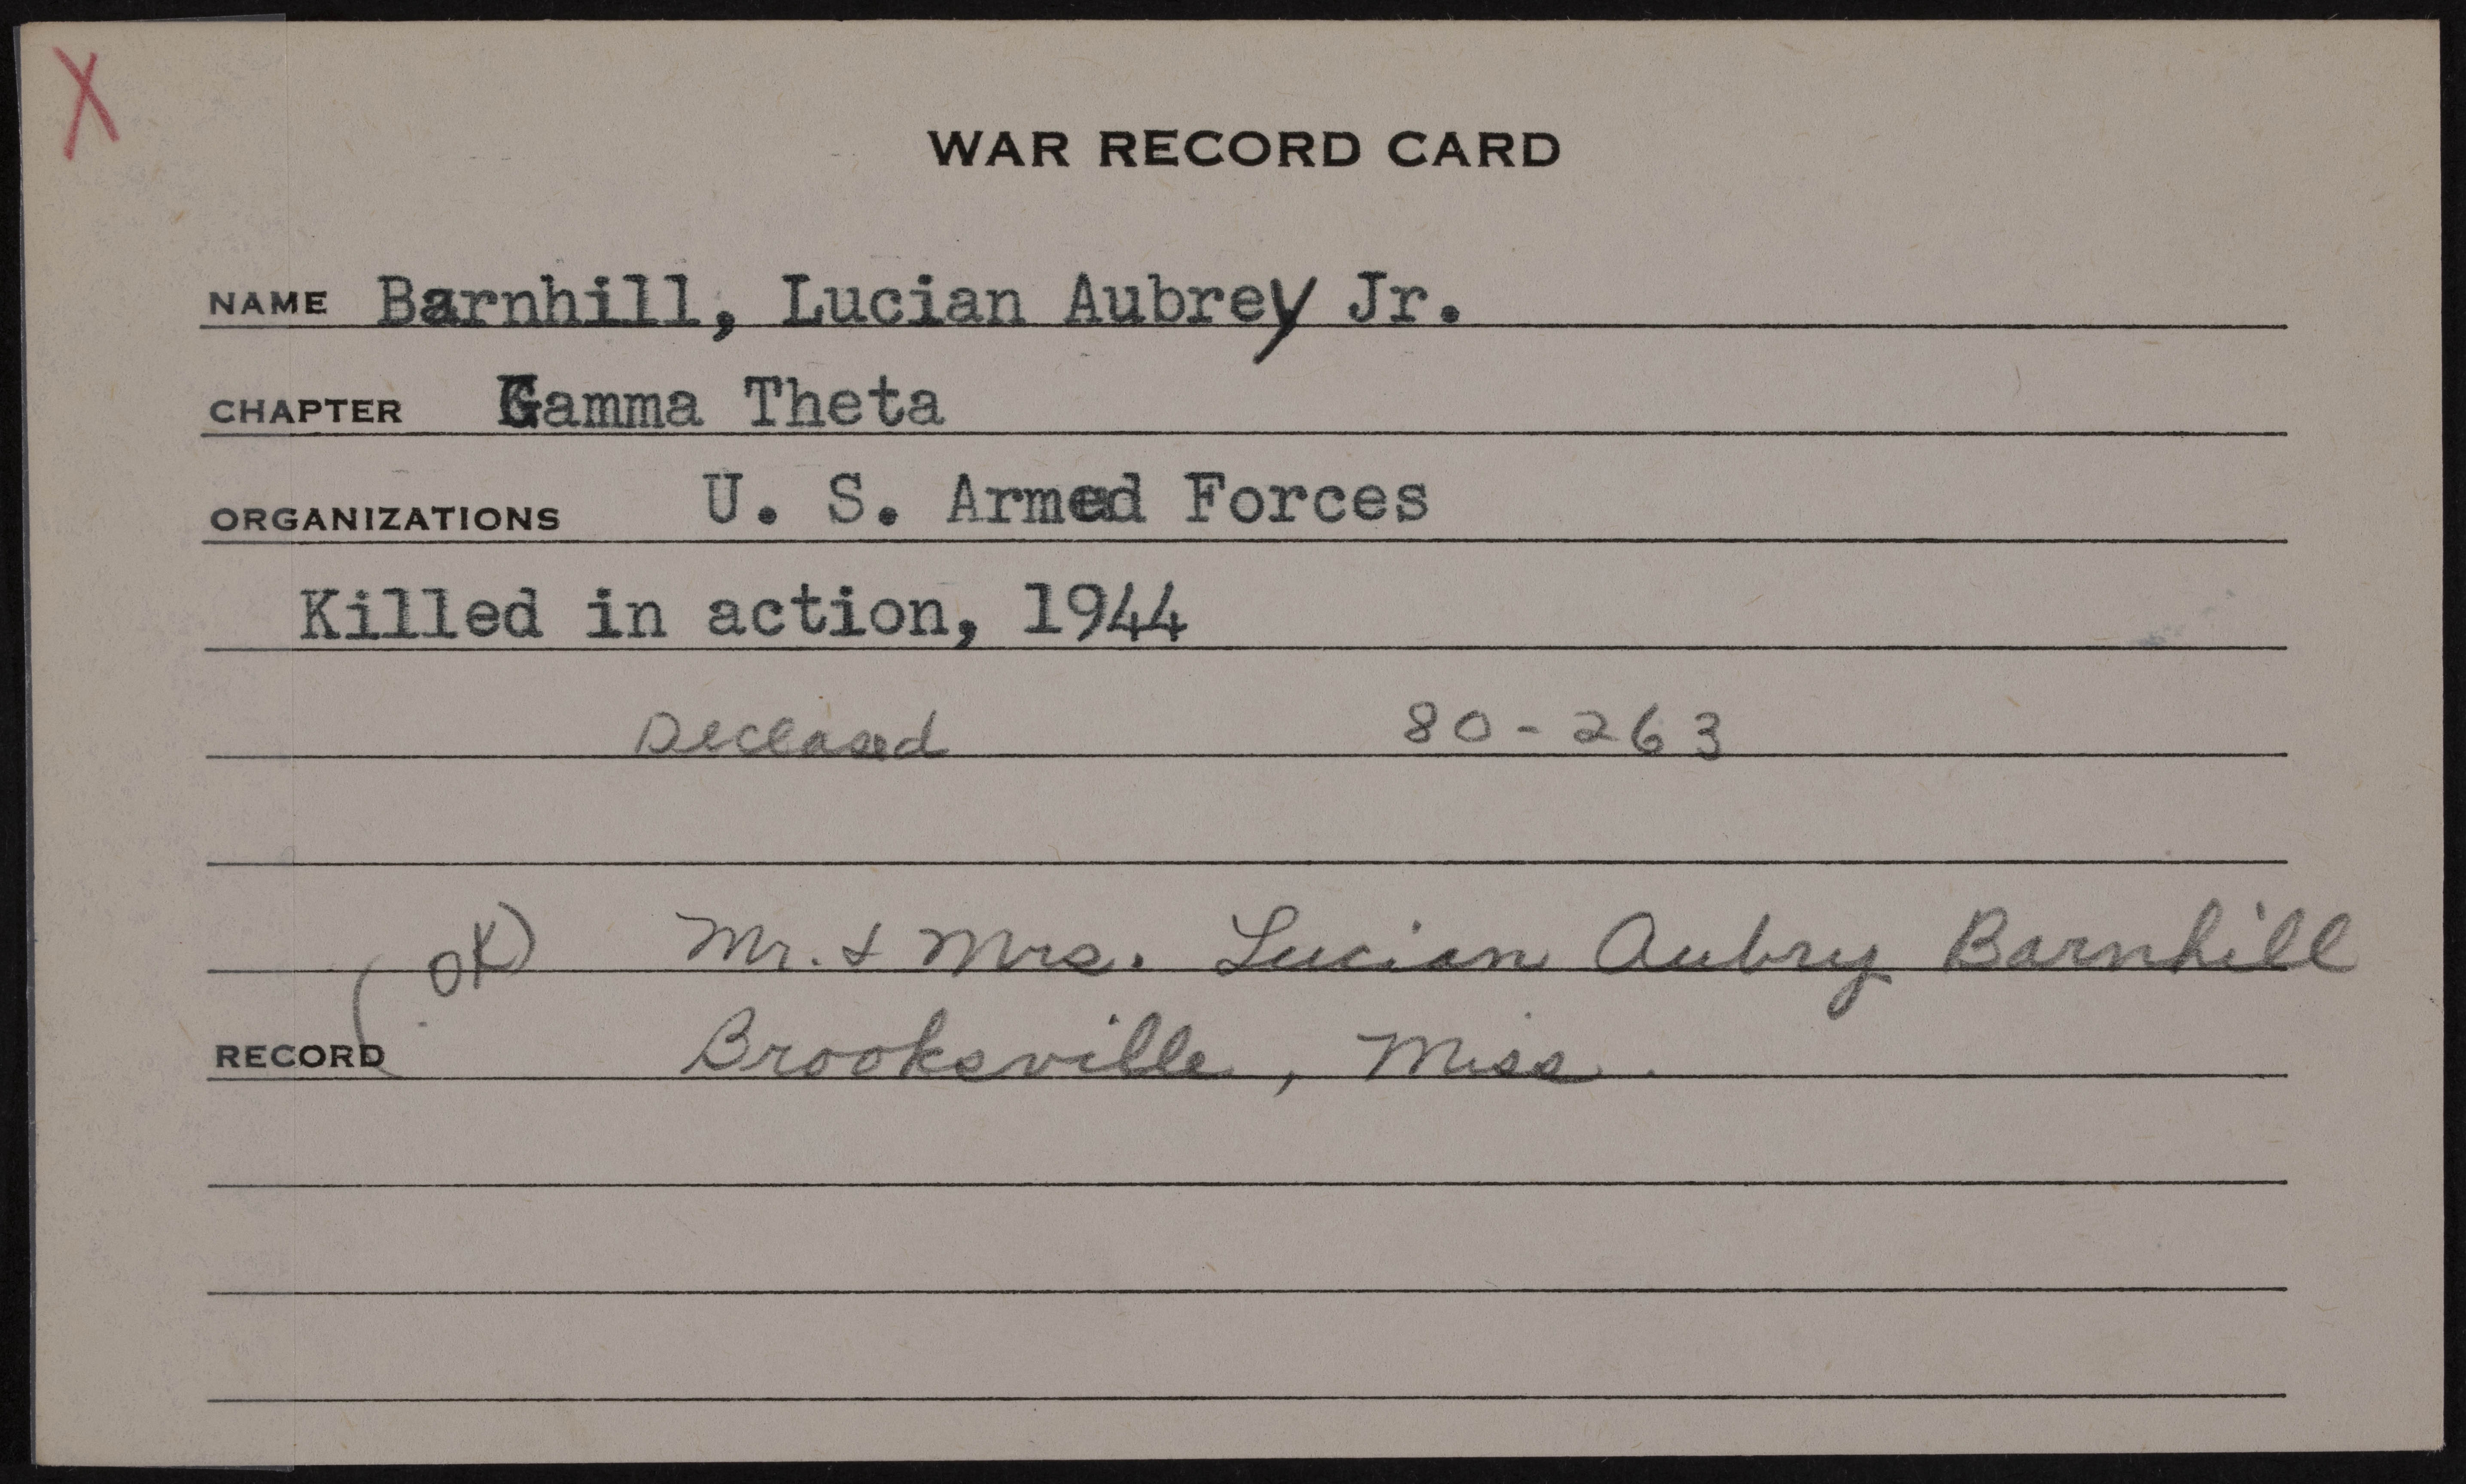 X
WAR RECORD CARD
NAME Barnhill, Lucian Aubrey Jr.
CHAPTER Gamma Theta
ORGANIZATIONS U. S. Armed Forces
Killed in action, 1944
Deceased 80-263
(OK) Mr. & Mrs. Lucian Aubry Barnhill
RECORD Brooksville, Miss.